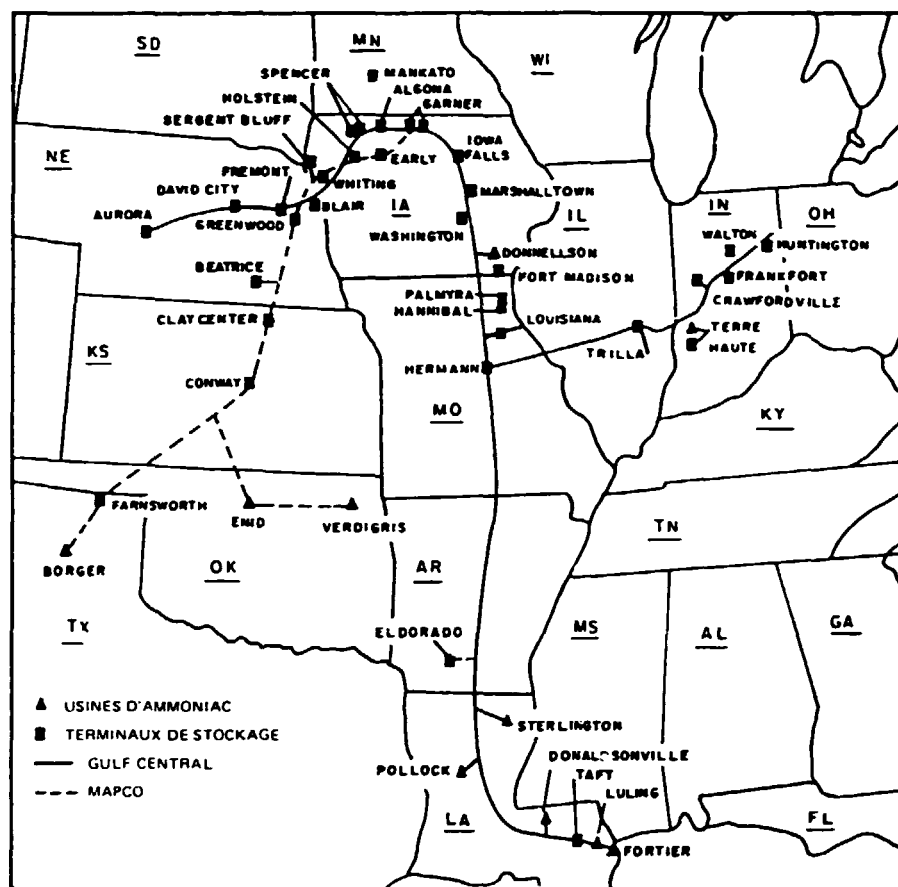 SD
MN
WI
SPENCER
MANKATO
ALGONA
GARNER
HOLSTEIN
SERGENT BLUFF
NE
FREMONT
DAVID CITY
AURORA
GREENWOOD
WHITING
BLAIR
EARLY
IOWA
FALLS
IA
MARSHALLTOWN
WASHINGTON
IL
IN
OH
WALTON
HUNTINGTON
DONNELLSON
FORT MADISON
FRANKFORT
CRAWFORDVILLE
BEATRICE
PALMYRA
HANNIBAL
LOUISIANA
CLAYCENTER
TERRE
HAUTE
TRILLA
KS
HERMANN
CONWAY
MO
KY
FARNSWORTH
ENID
VERDIGRIS
TN
BORGER
OK
AR
TX
ELDORADO
MS
AL
GA
USINES D'AMMONIAC
TERMINAUX DE STOCKAGE
GULF CENTRAL
MAPCO
STERLINGTON
DONALDSONVILLE
TAFT
LULING
POLLOCK
LA
FL
FORTIER